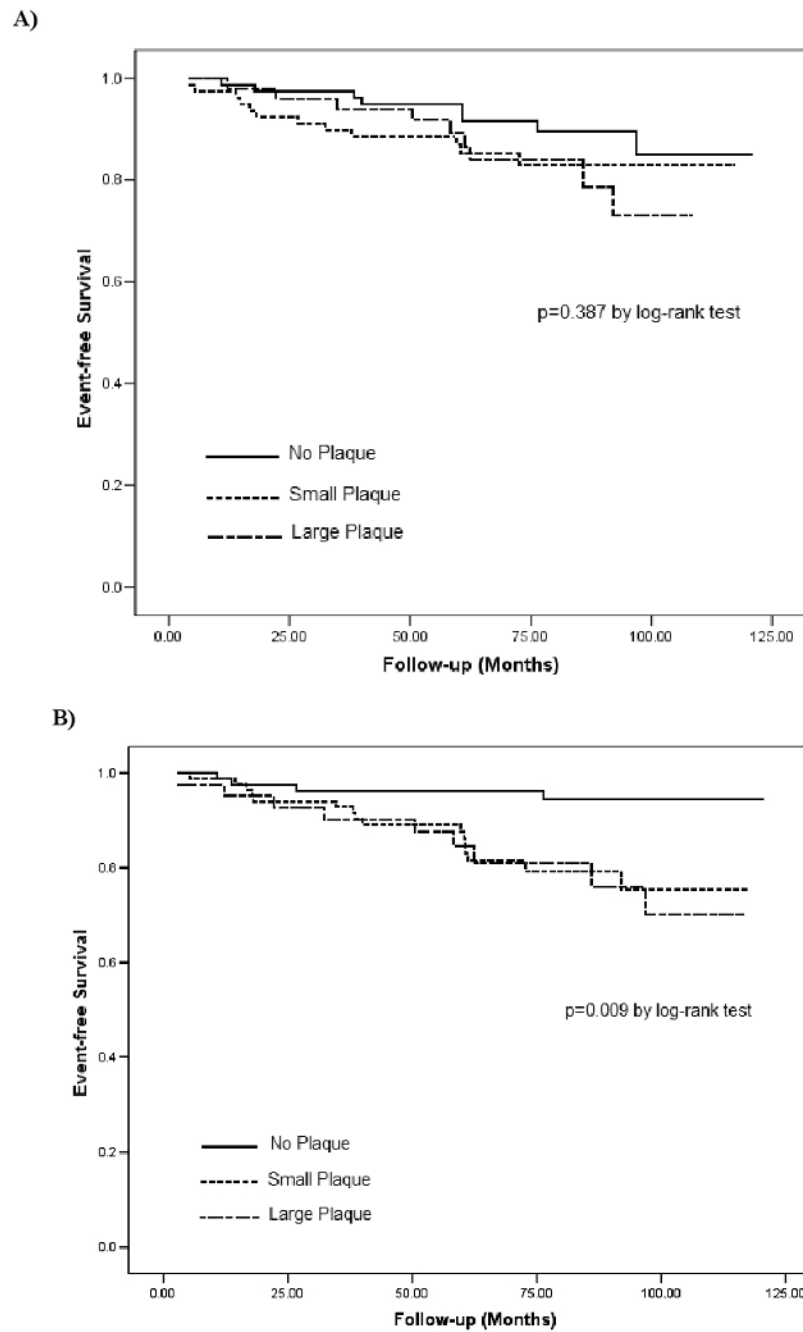 A)
1.0
0.8
0.6
0.4
0.2
0.0
Event-free Survival
p=0.387 by log-rank test
No Plaque
Small Plaque
Large Plaque
0.00 25.00 50.00 75.00 100.00 125.00
Follow-up (Months)
B)
1.0
0.8
0.6
0.4
0.2
0.0
Event-free Survival
p=0.009 by log-rank test
No Plaque
Small Plaque
Large Plaque
0.00 25.00 50.00 75.00 100.00 125.00
Follow-up (Months)